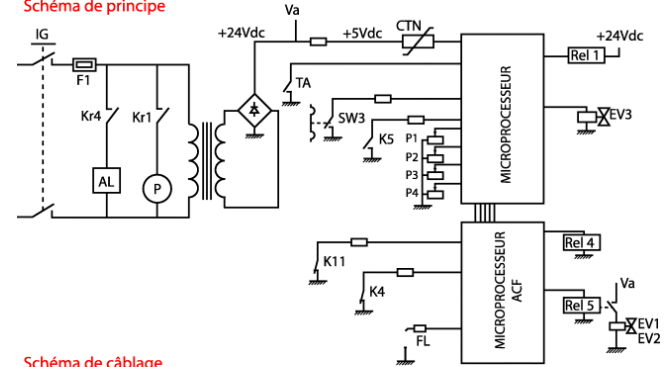 Schéma de principe
Va
IG
+24Vdc
+5Vdc
CTN
+24Vdc
Rel 1
F1
TA
SW3
EV3
Kr4
Kr1
K5
P1
P2
P3
P4
MICROPROCESSEUR
AL
P
K11
K4
FL
MICROPROCESSEUR
ACF
Rel 4
Rel 5
Va
EV1
EV2
Schéma de câblage